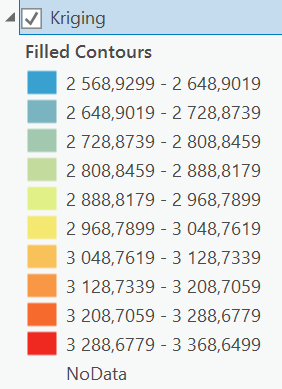 Kriging
Filled Contours
2 568,9299 - 2 648,9019
2 648,9019 - 2 728,8739
2 728,8739 - 2 808,8459
2 808,8459 - 2 888,8179
2 888,8179 - 2 968,7899
2 968,7899 - 3 048,7619
3 048,7619 - 3 128,7339
3 128,7339 - 3 208,7059
3 208,7059 - 3 288,6779
3 288,6779 - 3 368,6499
NoData